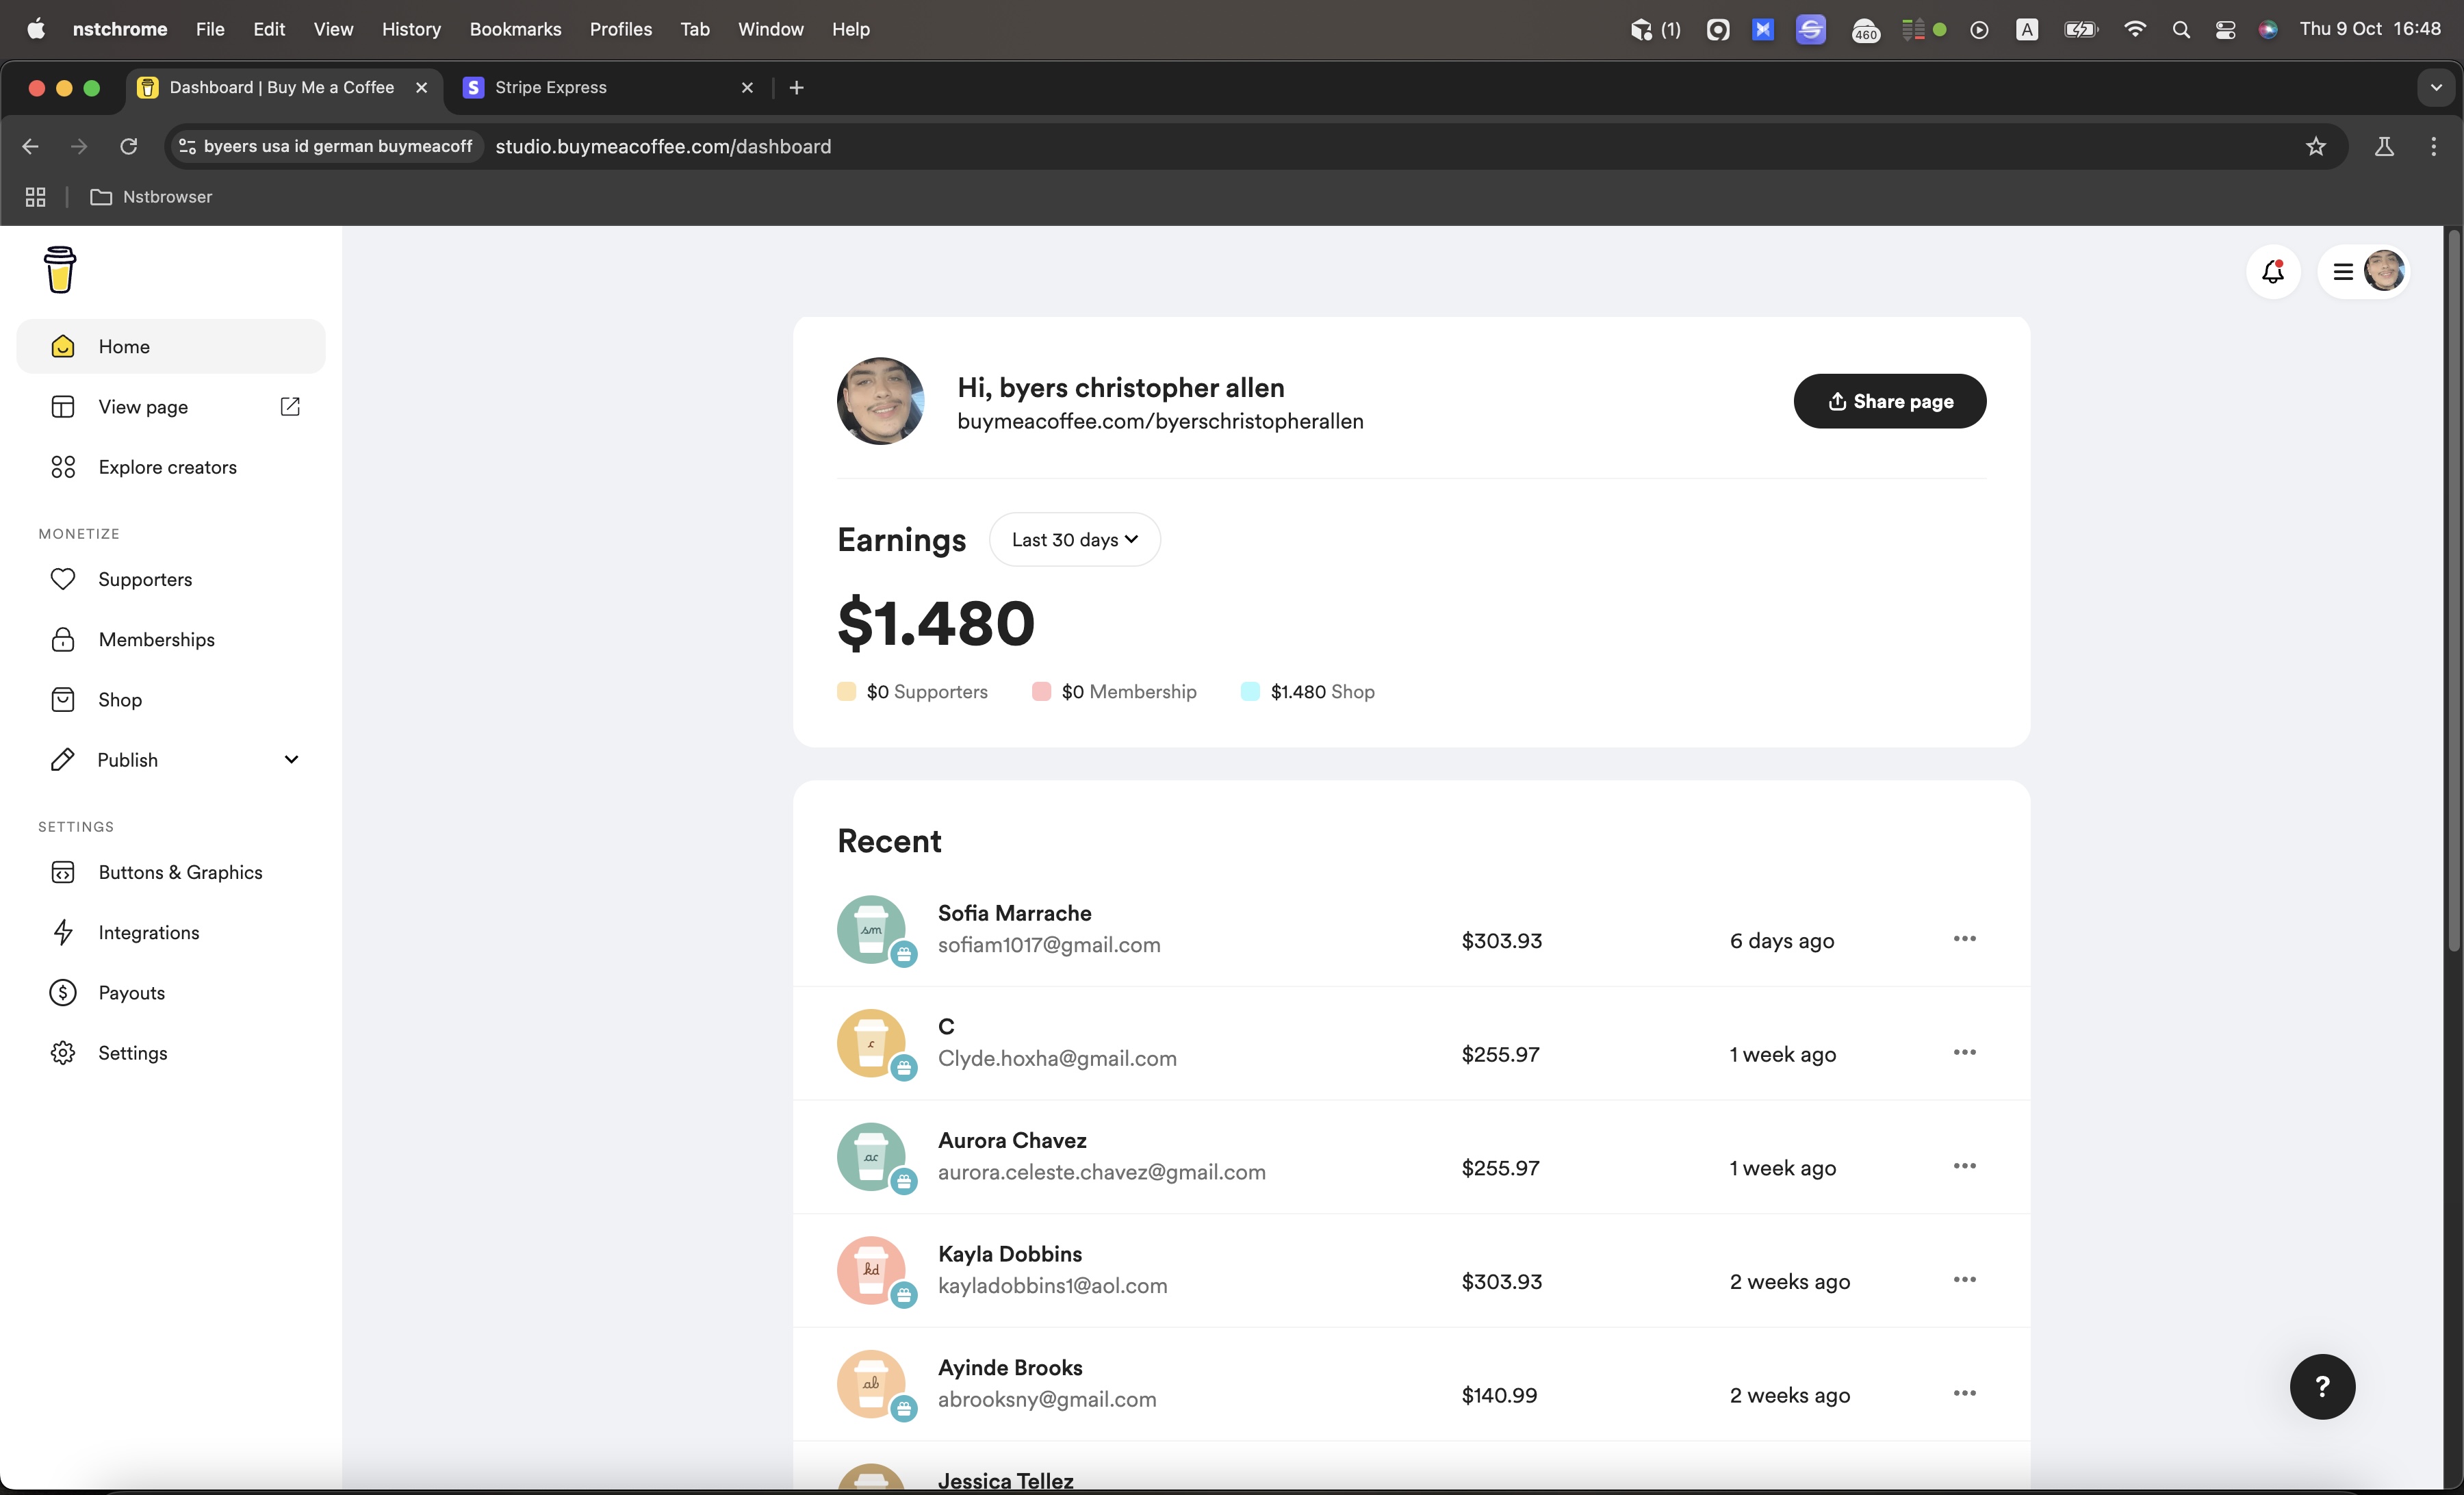 nstchrome File Edit View History Bookmarks Profiles Tab Window Help (1) 460 A Thu 9 Oct 16:48
Dashboard | Buy Me a Coffee S Stripe Express
byeers usa id german buymeacoff studio.buymeacoffee.com/dashboard
Nstbrowser
Home
View page
Explore creators
MONETIZE
Supporters
Memberships
Shop
Publish
SETTINGS
Buttons & Graphics
Integrations
Payouts
Settings
Hi, byers christopher allen
buymeacoffee.com/byerschristopherallen
Share page
Earnings Last 30 days
$1.480
$0 Supporters $0 Membership $1.480 Shop
Recent
sm
Sofia Marrache
sofiam1017@gmail.com
$303.93 6 days ago
c
C
Clyde.hoxha@gmail.com
$255.97 1 week ago
ac
Aurora Chavez
aurora.celeste.chavez@gmail.com
$255.97 1 week ago
kd
Kayla Dobbins
kayladobbins1@aol.com
$303.93 2 weeks ago
ab
Ayinde Brooks
abrooksny@gmail.com
$140.99 2 weeks ago
Jessica Tellez
?